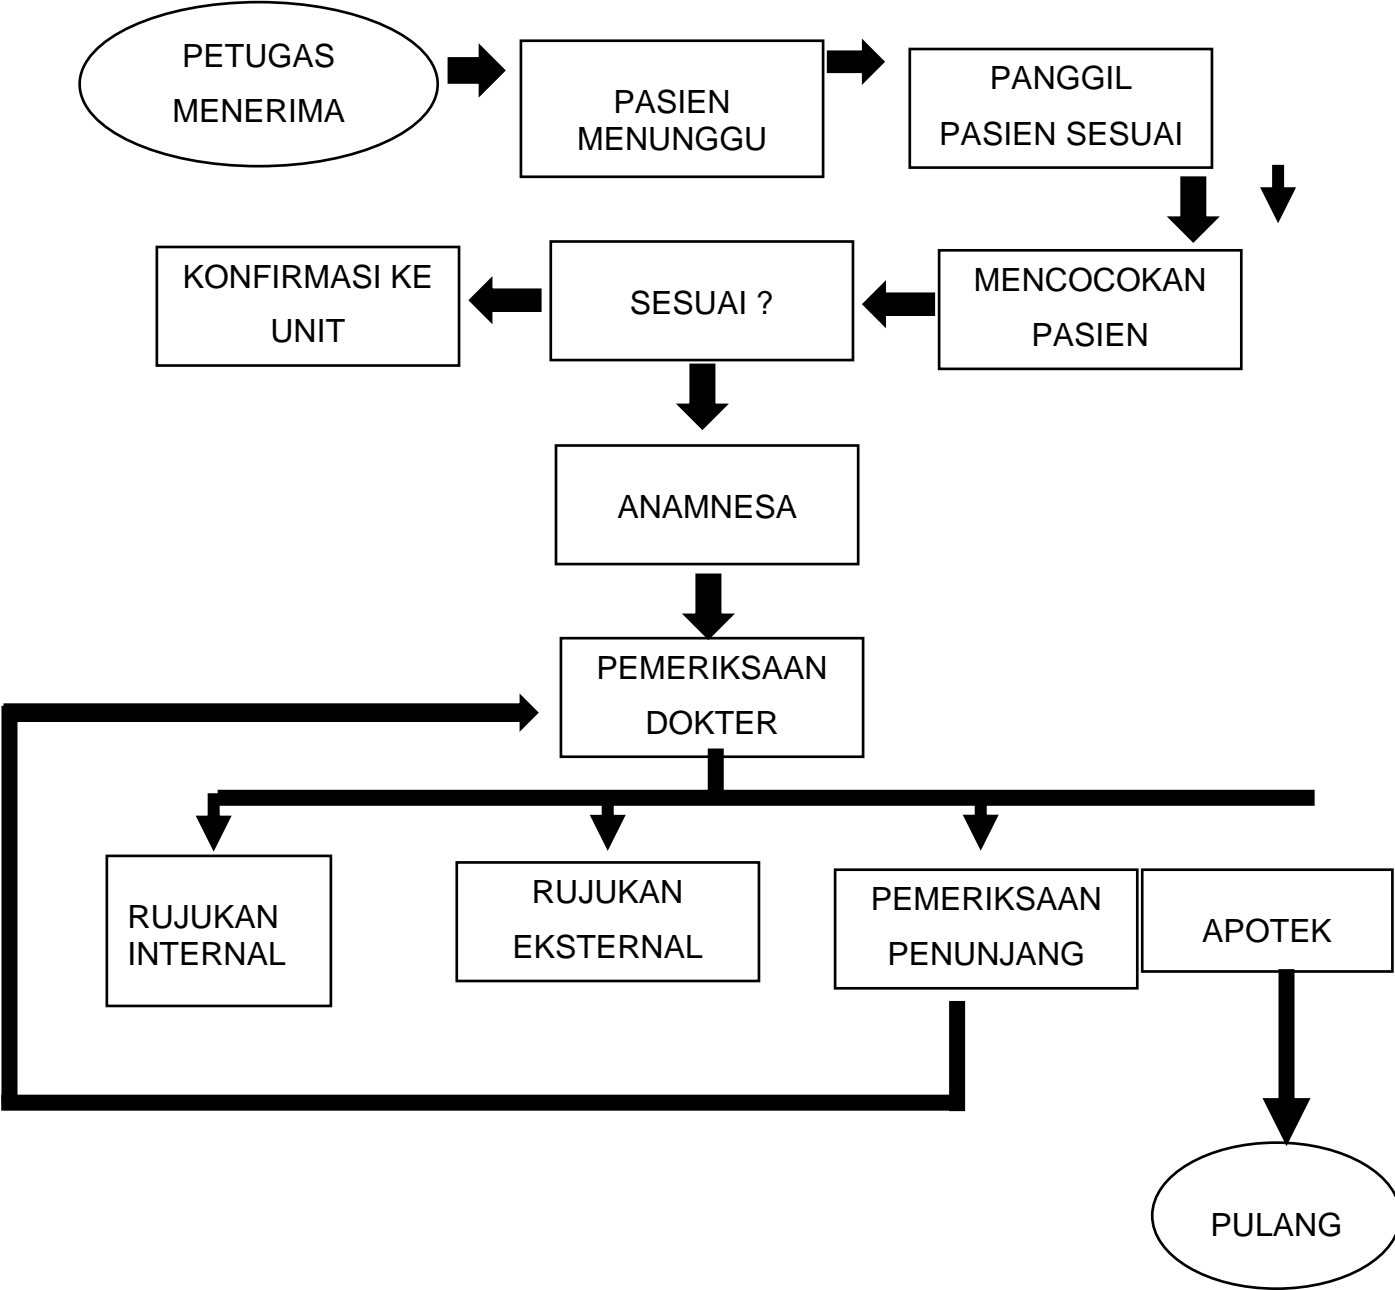 PETUGAS
MENERIMA
PASIEN
MENUNGGU
PANGGIL
PASIEN SESUAI
KONFIRMASI KE
UNIT
SESUAI ?
MENCOCOKAN
PASIEN
ANAMNESA
PEMERIKSAAN
DOKTER
RUJUKAN
INTERNAL
RUJUKAN
EKSTERNAL
PEMERIKSAAN
PENUNJANG
APOTEK
PULANG